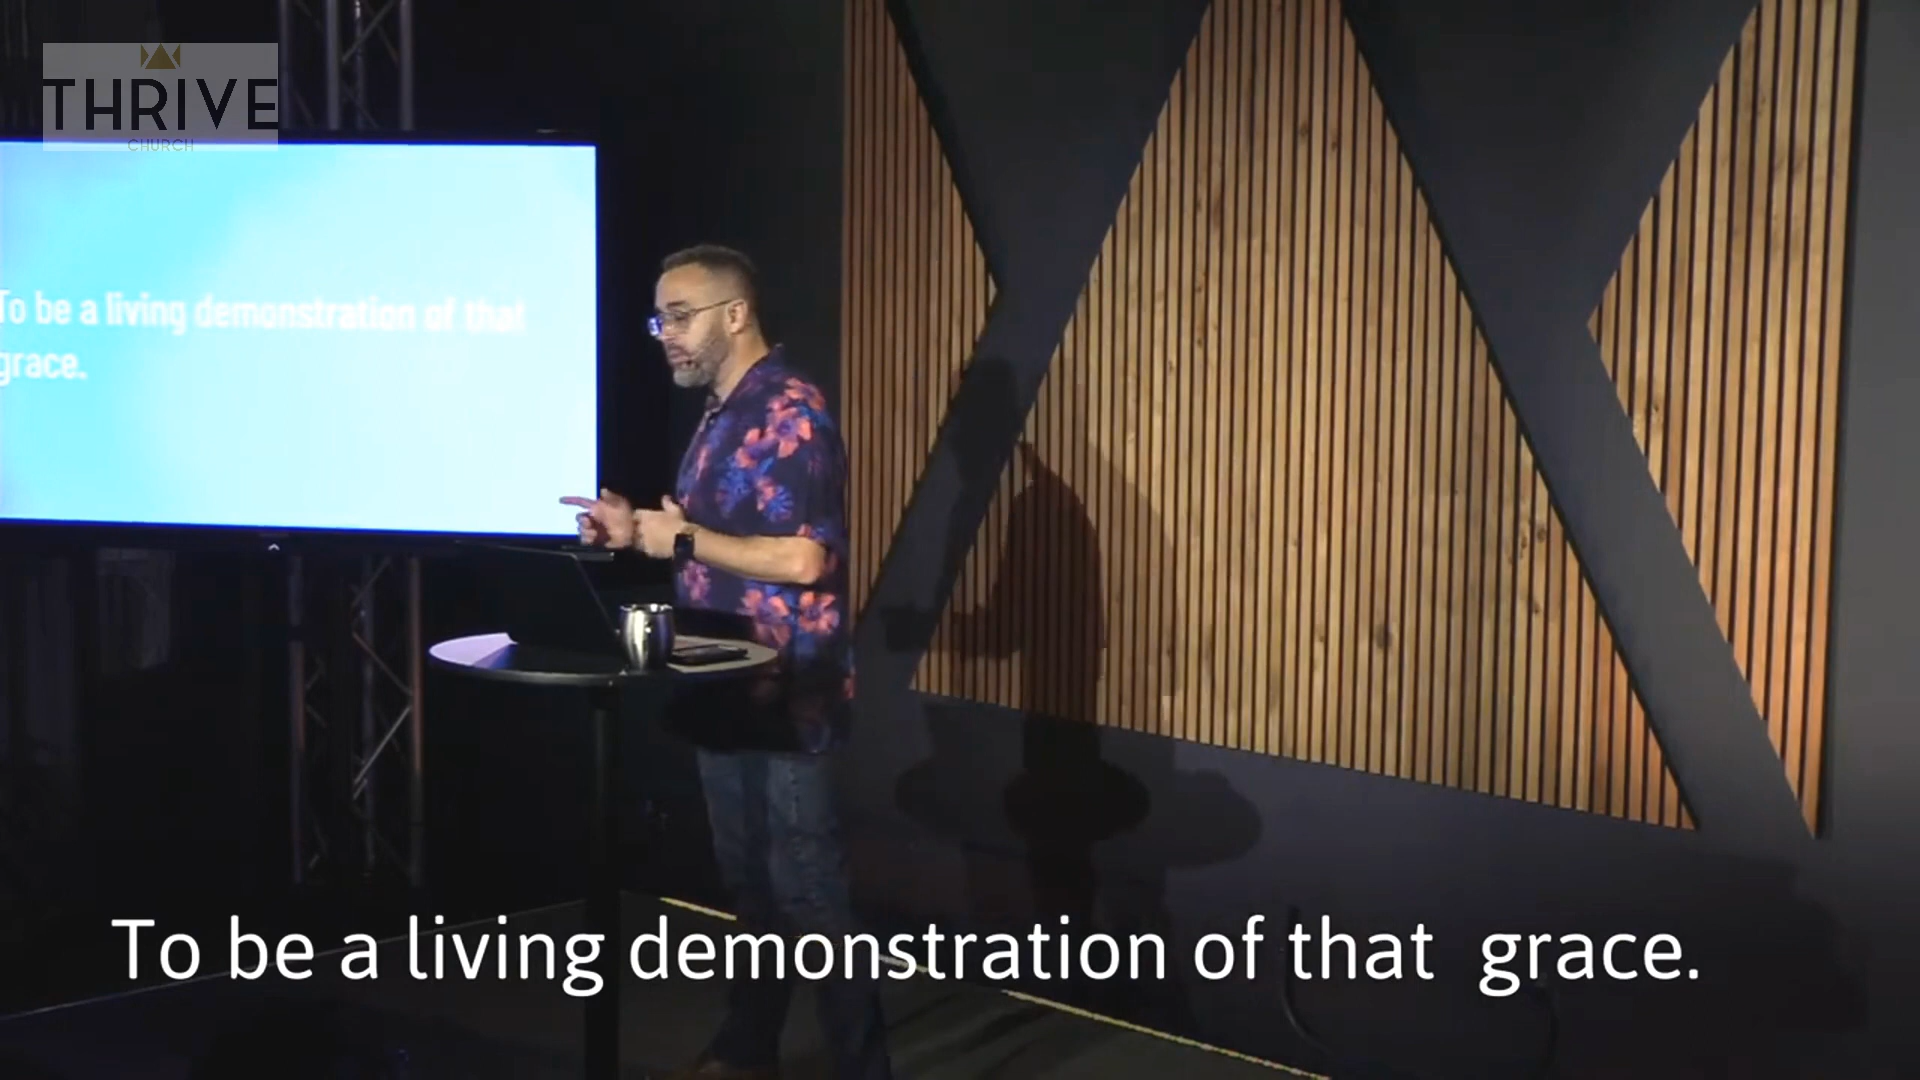 THRIVE
CHURCH
To be a living demonstration of that
grace.
To be a living demonstration of that  grace.